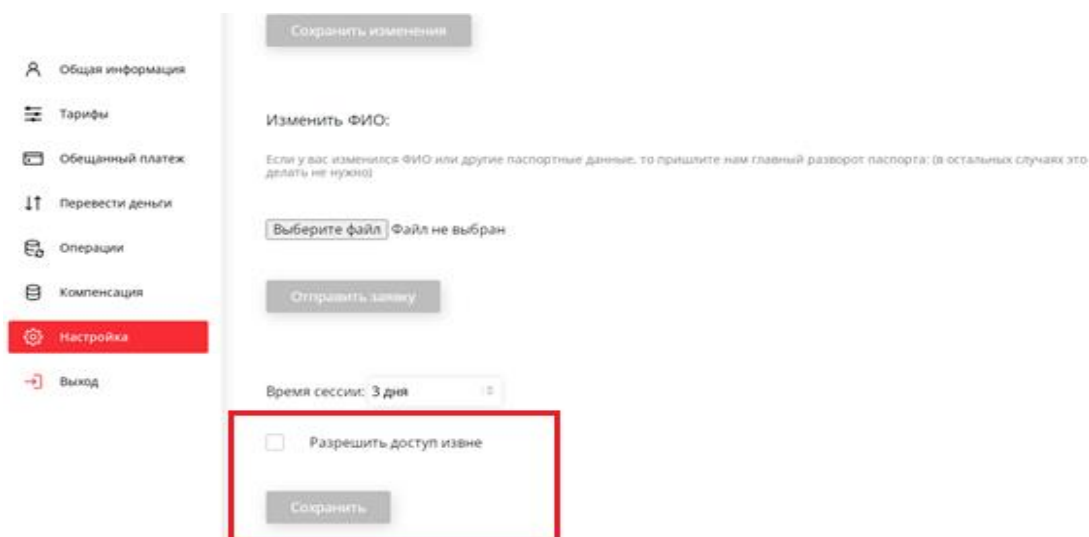 Сохранить изменения
Общая информация
Тарифы
Обещанный платеж
Перевести деньги
Операции
Компенсация
Настройка
Выход
Изменить ФИО:
Если у вас изменился ФИО или другие паспортные данные, то пришлите нам главный разворот паспорта: (в остальных случаях это
делать не нужно)
Выберите файл Файл не выбран
Отправить заявку
Время сессии: 3 дня
Разрешить доступ извне
Сохранить